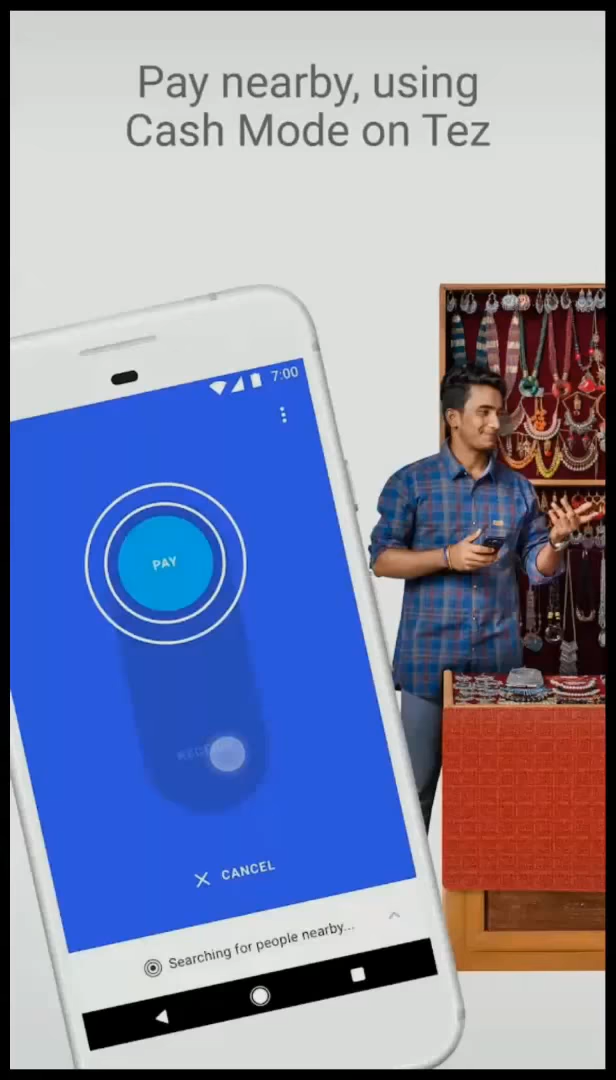 Pay nearby, using
Cash Mode on Tez
7:00
PAY
CANCEL
Searching for people nearby...